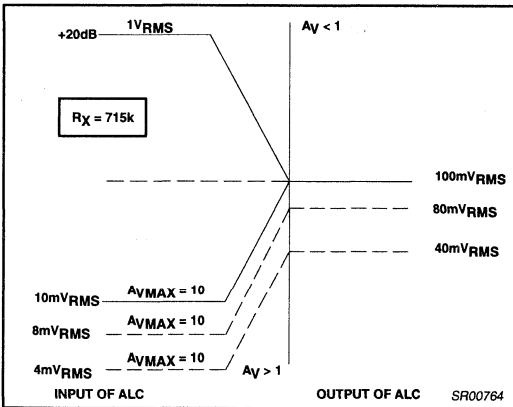 1VRMS
AV < 1
+20dB
RX = 715k
100mVRMS
80mVRMS
40mVRMS
10mVRMS
AVMAX = 10
8mVRMS
AVMAX = 10
4mVRMS
AVMAX = 10
AV > 1
INPUT OF ALC
OUTPUT OF ALC
SR00764